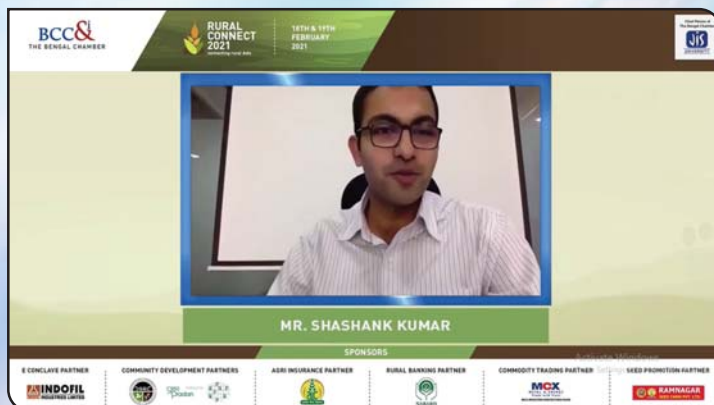 BCC&I
THE BENGAL CHAMBER
RURAL
CONNECT
2021
18TH & 19TH
FEBRUARY
2021
JIS
UNIVERSITY
MR. SHASHANK KUMAR
SPONSORS
E CONCLAVE PARTNER
COMMUNITY DEVELOPMENT PARTNERS
AGRI INSURANCE PARTNER
RURAL BANKING PARTNER
COMMODITY TRADING PARTNER
SEED PROMOTION PARTNER
INDOFIL
INDUSTRIES LIMITED
MCX
RAMNAGAR
Activate Windows